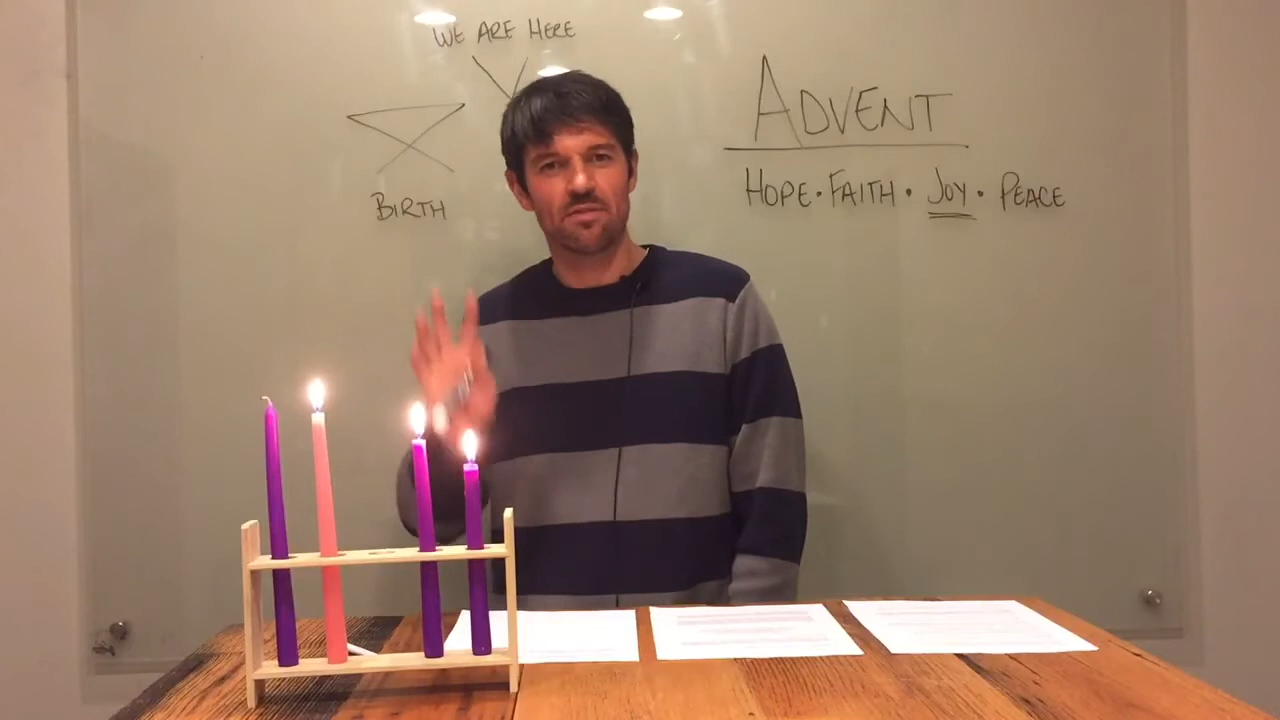 WE ARE HERE
BIRTH
ADVENT
HOPE • FAITH • JOY • PEACE